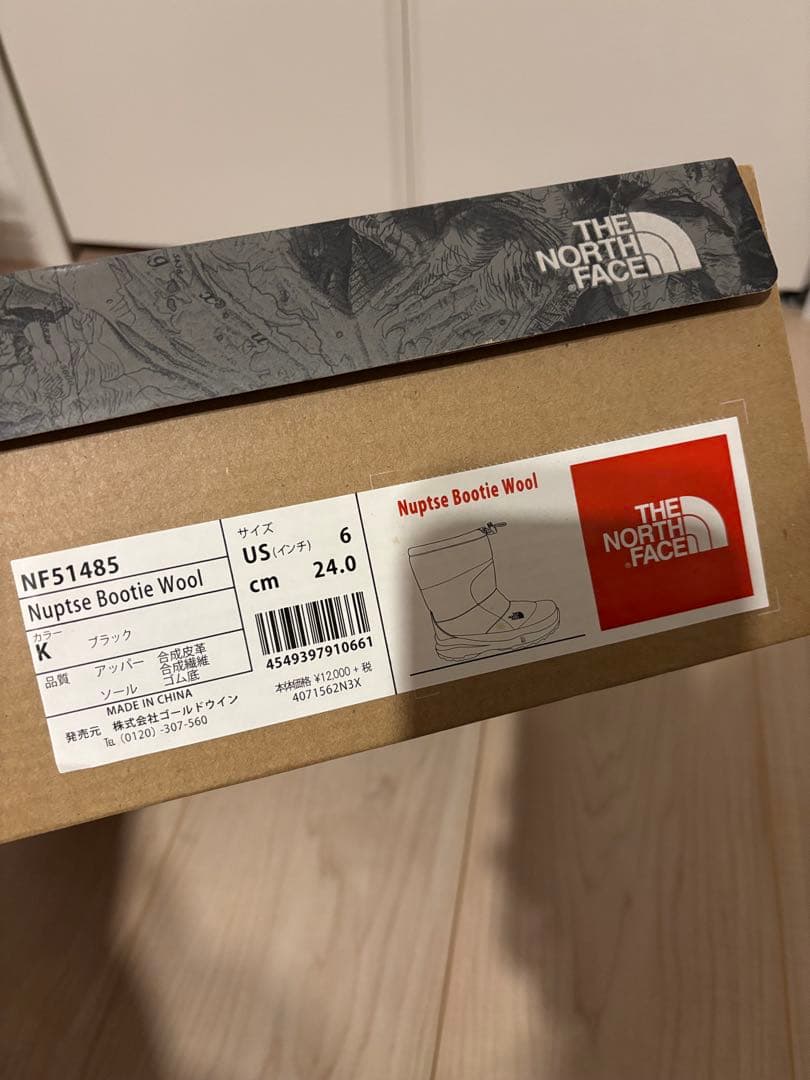 THE
NORTH
FACE
NF51485
Nuptse Bootie Wool
カラー
K ブラック
品質 アッパー 合成皮革
合成繊維
ソール ゴム底
MADE IN CHINA
発売元 株式会社ゴールドウイン
TEL (0120)-307-560
サイズ
US(インチ) 6
cm 24.0
4549397910661
本体価格 ¥12,000 + 税
4071562N3X
Nuptse Bootie Wool
THE
NORTH
FACE